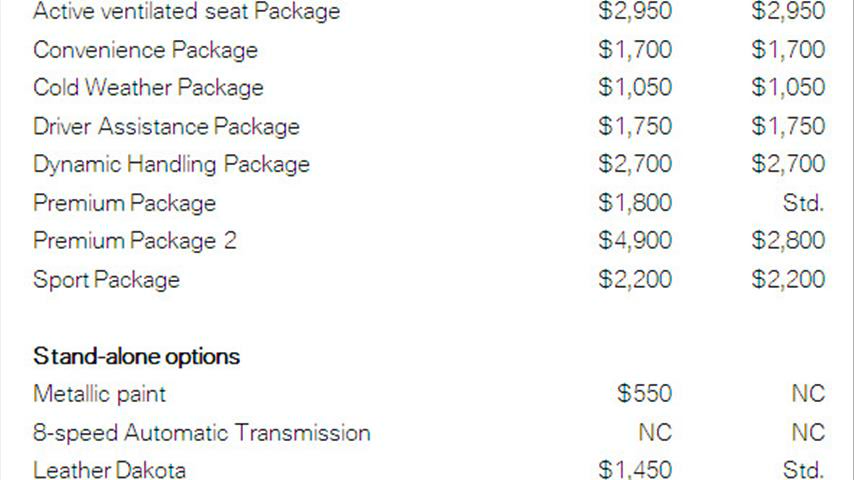 Active ventilated seat Package $2,950 $2,950
Convenience Package $1,700 $1,700
Cold Weather Package $1,050 $1,050
Driver Assistance Package $1,750 $1,750
Dynamic Handling Package $2,700 $2,700
Premium Package $1,800 Std.
Premium Package 2 $4,900 $2,800
Sport Package $2,200 $2,200
Stand-alone options
Metallic paint $550 NC
8-speed Automatic Transmission NC NC
Leather Dakota $1,450 Std.